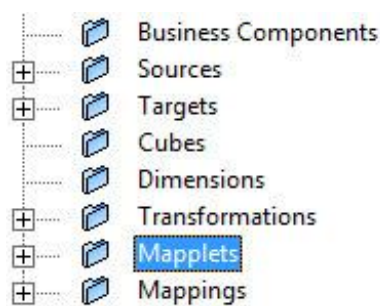 Business Components
Sources
Targets
Cubes
Dimensions
Transformations
Mapplets
Mappings